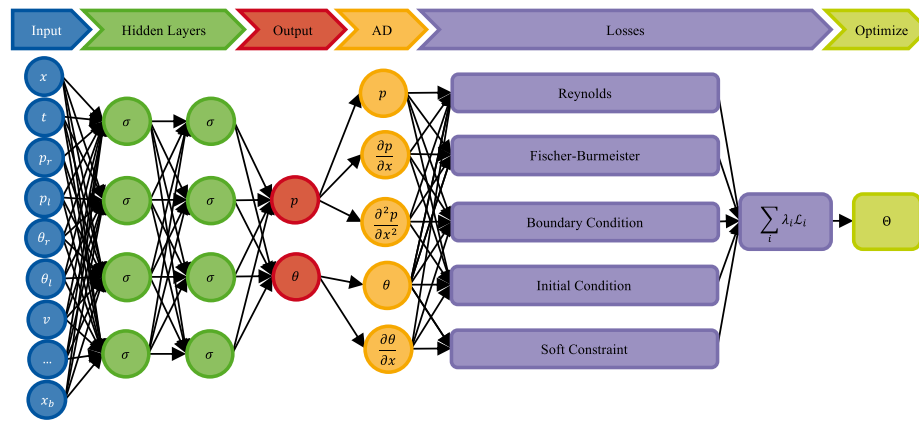 Input Hidden Layers Output AD Losses Optimize
x
t
p_r
p_l
θ_r
θ_l
v
...
x_b
σ σ
σ σ
σ σ
σ σ
p
θ
p
∂p/∂x
∂²p/∂x²
θ
∂θ/∂x
Reynolds
Fischer-Burmeister
Boundary Condition
Initial Condition
Soft Constraint
∑_i λ_i ℒ_i
Θ